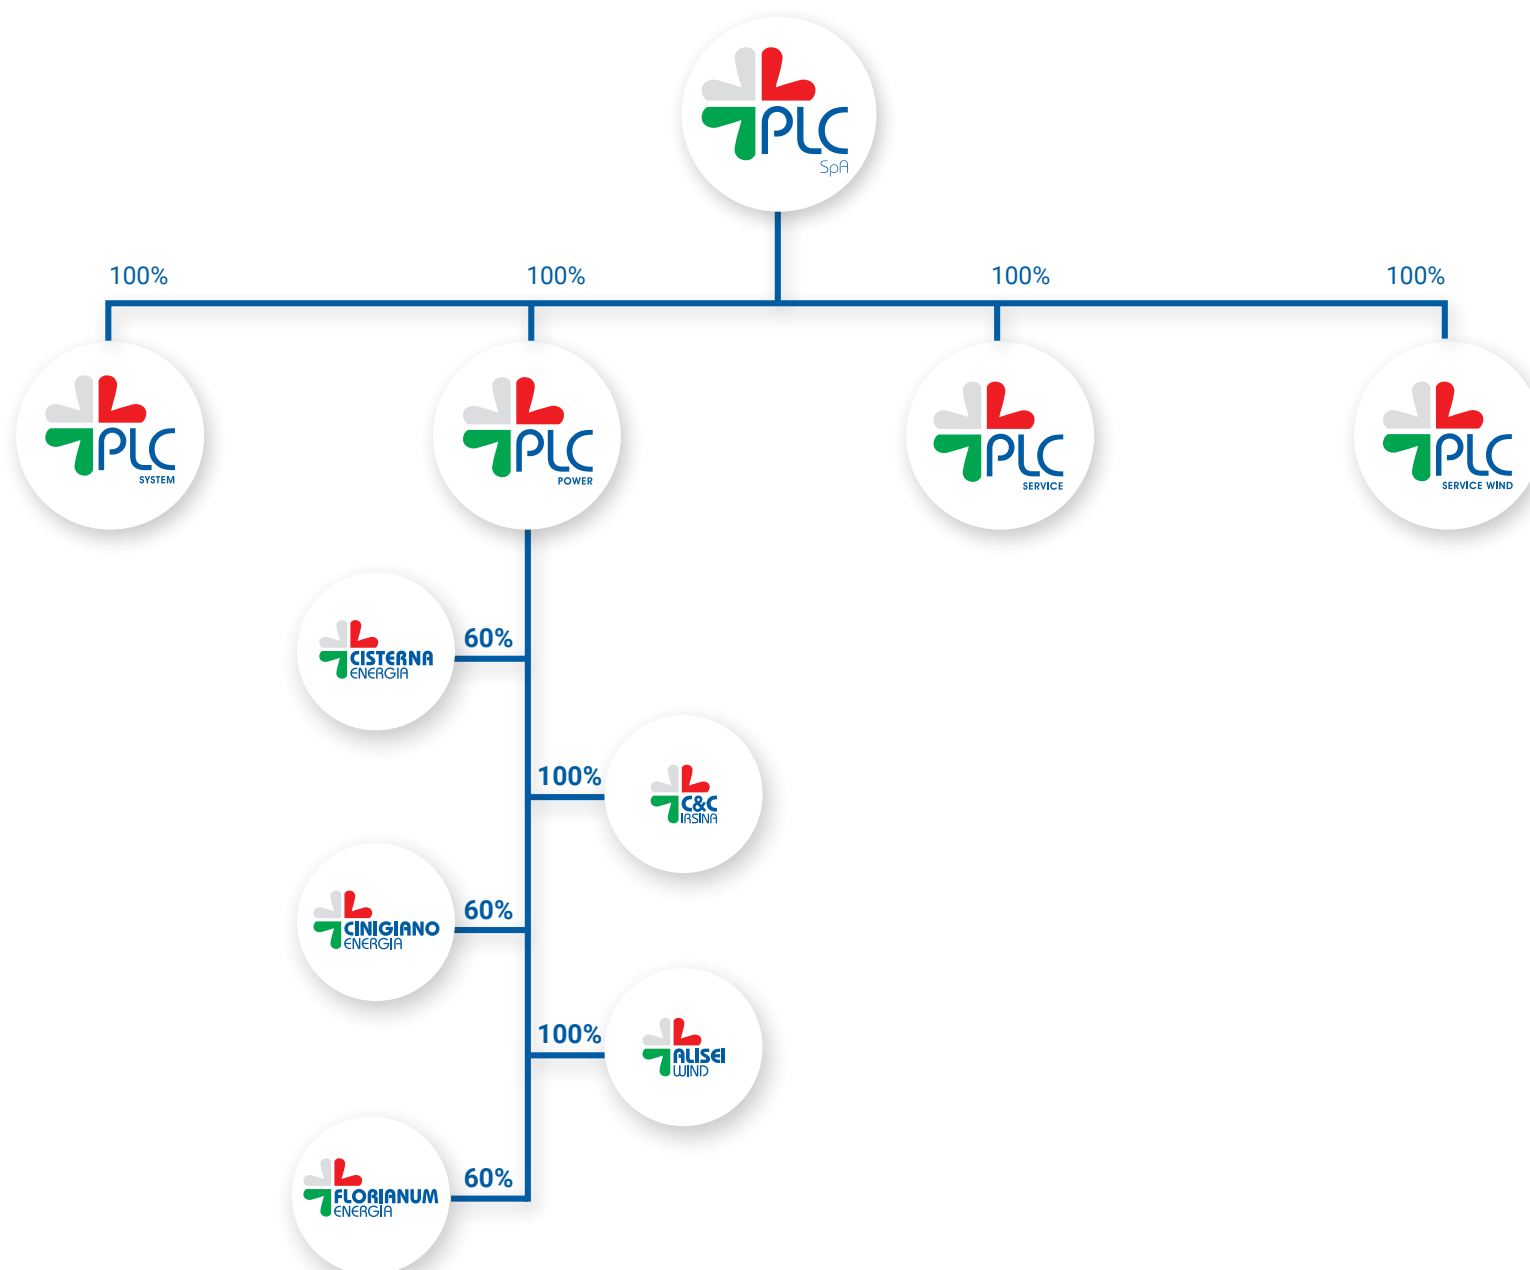 PLC
SpA
100%
100%
100%
100%
PLC
SYSTEM
PLC
POWER
PLC
SERVICE
PLC
SERVICE WIND
60%
CISTERNA
ENERGIA
100%
C&C
IRSINA
60%
CINIGIANO
ENERGIA
100%
ALISEI
WIND
60%
FLORIANUM
ENERGIA